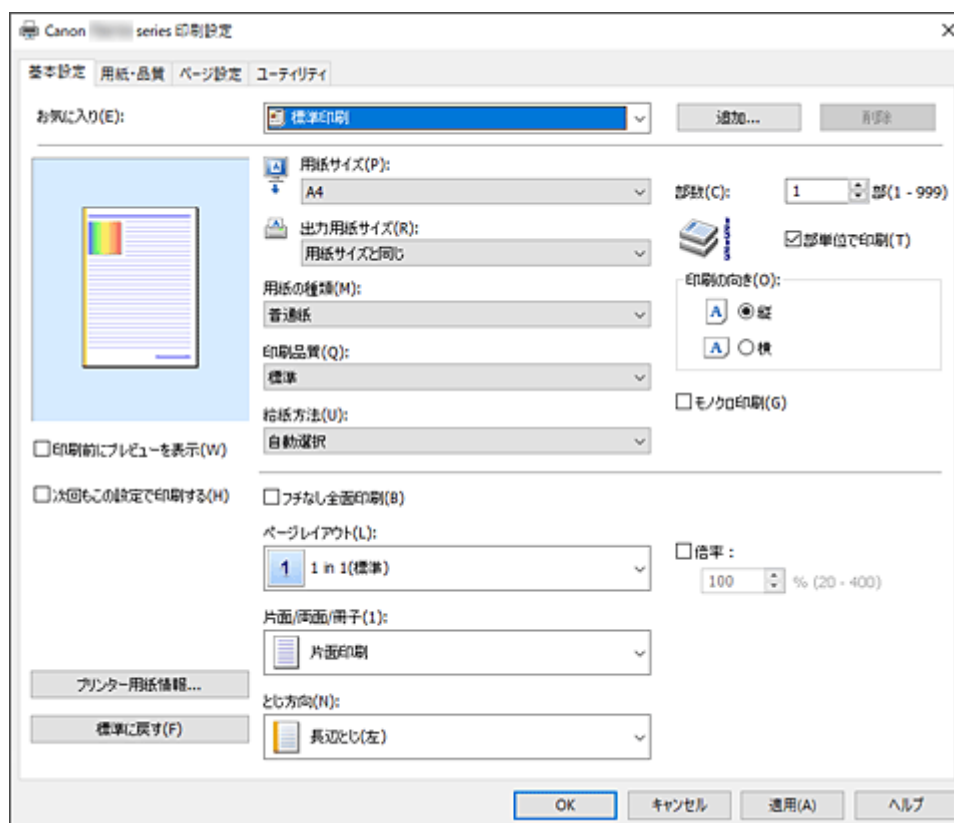 Canon series 印刷設定
基本設定 用紙・品質 ページ設定 ユーティリティ
お気に入り(E): 標準印刷 追加... 削除
用紙サイズ(P):
A4
部数(C): 1 部(1 - 999)
出力用紙サイズ(R):
用紙サイズと同じ
部単位で印刷(T)
用紙の種類(M):
普通紙
印刷の向き(O):
A 縦
A 横
印刷品質(Q):
標準
モノクロ印刷(G)
給紙方法(U):
自動選択
印刷前にプレビューを表示(W)
次回もこの設定で印刷する(H)
フチなし全面印刷(B)
ページレイアウト(L):
1 1 in 1(標準)
倍率:
100 % (20 - 400)
片面/両面/冊子(1):
片面印刷
プリンター用紙情報...
とじ方向(N):
標準に戻す(F)
長辺とじ(左)
OK キャンセル 適用(A) ヘルプ